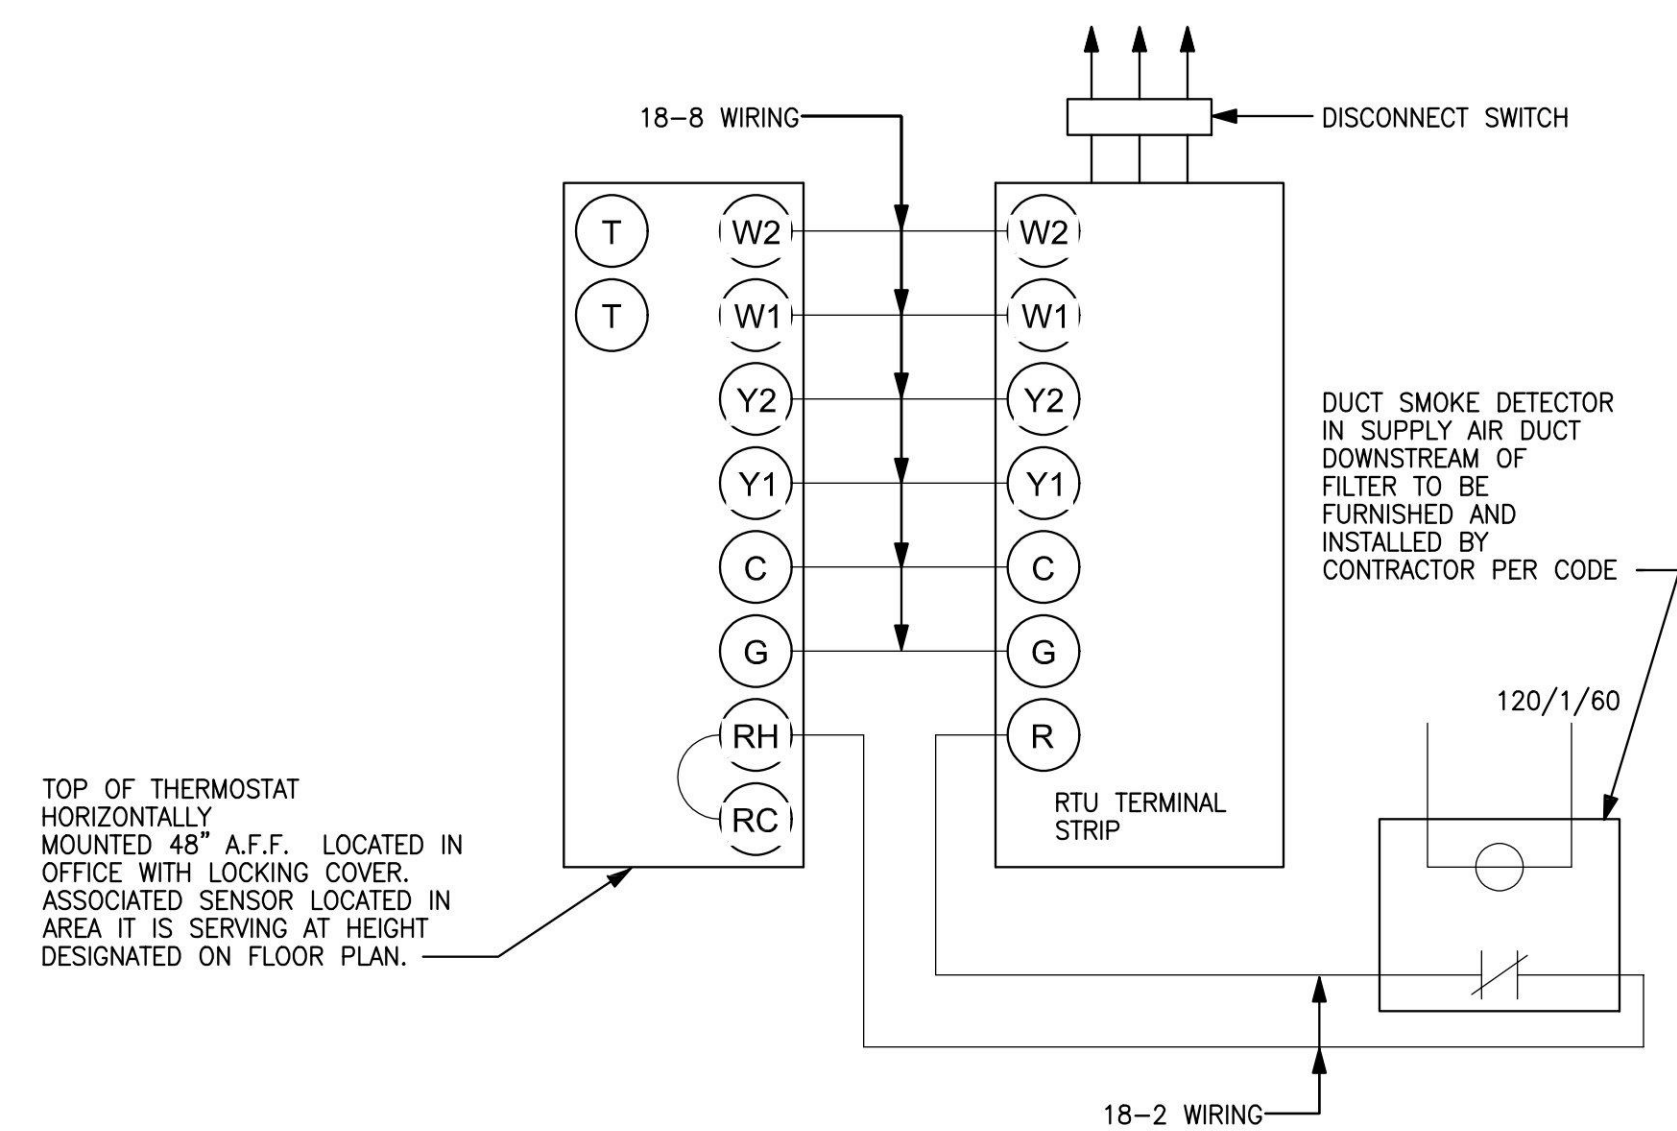 18-8 WIRING
DISCONNECT SWITCH
T
W2
W2
T
W1
W1
Y2
Y2
Y1
Y1
C
C
G
G
RH
R
RC
RTU TERMINAL
STRIP
DUCT SMOKE DETECTOR
IN SUPPLY AIR DUCT
DOWNSTREAM OF
FILTER TO BE
FURNISHED AND
INSTALLED BY
CONTRACTOR PER CODE
120/1/60
TOP OF THERMOSTAT
HORIZONTALLY
MOUNTED 48" A.F.F. LOCATED IN
OFFICE WITH LOCKING COVER.
ASSOCIATED SENSOR LOCATED IN
AREA IT IS SERVING AT HEIGHT
DESIGNATED ON FLOOR PLAN.
18-2 WIRING